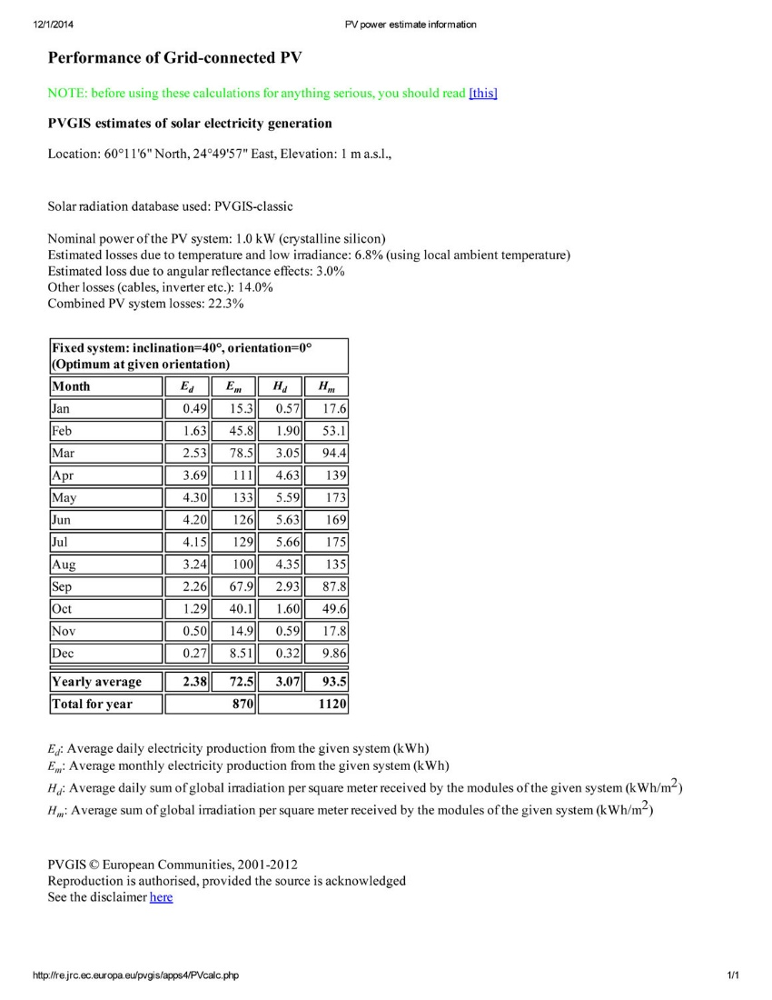 12/1/2014 PV power estimate information
Performance of Grid-connected PV
NOTE: before using these calculations for anything serious, you should read [this]
PVGIS estimates of solar electricity generation
Location: 60°11'6" North, 24°49'57" East, Elevation: 1 m a.s.l.,
Solar radiation database used: PVGIS-classic
Nominal power of the PV system: 1.0 kW (crystalline silicon)
Estimated losses due to temperature and low irradiance: 6.8% (using local ambient temperature)
Estimated loss due to angular reflectance effects: 3.0%
Other losses (cables, inverter etc.): 14.0%
Combined PV system losses: 22.3%
Fixed system: inclination=40°, orientation=0°
(Optimum at given orientation)
Month Ed Em Hd Hm
Jan 0.49 15.3 0.57 17.6
Feb 1.63 45.8 1.90 53.1
Mar 2.53 78.5 3.05 94.4
Apr 3.69 111 4.63 139
May 4.30 133 5.59 173
Jun 4.20 126 5.63 169
Jul 4.15 129 5.66 175
Aug 3.24 100 4.35 135
Sep 2.26 67.9 2.93 87.8
Oct 1.29 40.1 1.60 49.6
Nov 0.50 14.9 0.59 17.8
Dec 0.27 8.51 0.32 9.86
Yearly average 2.38 72.5 3.07 93.5
Total for year 870 1120
Ed: Average daily electricity production from the given system (kWh)
Em: Average monthly electricity production from the given system (kWh)
Hd: Average daily sum of global irradiation per square meter received by the modules of the given system (kWh/m2)
Hm: Average sum of global irradiation per square meter received by the modules of the given system (kWh/m2)
PVGIS © European Communities, 2001-2012
Reproduction is authorised, provided the source is acknowledged
See the disclaimer here
http://re.jrc.ec.europa.eu/pvgis/apps4/PVcalc.php 1/1